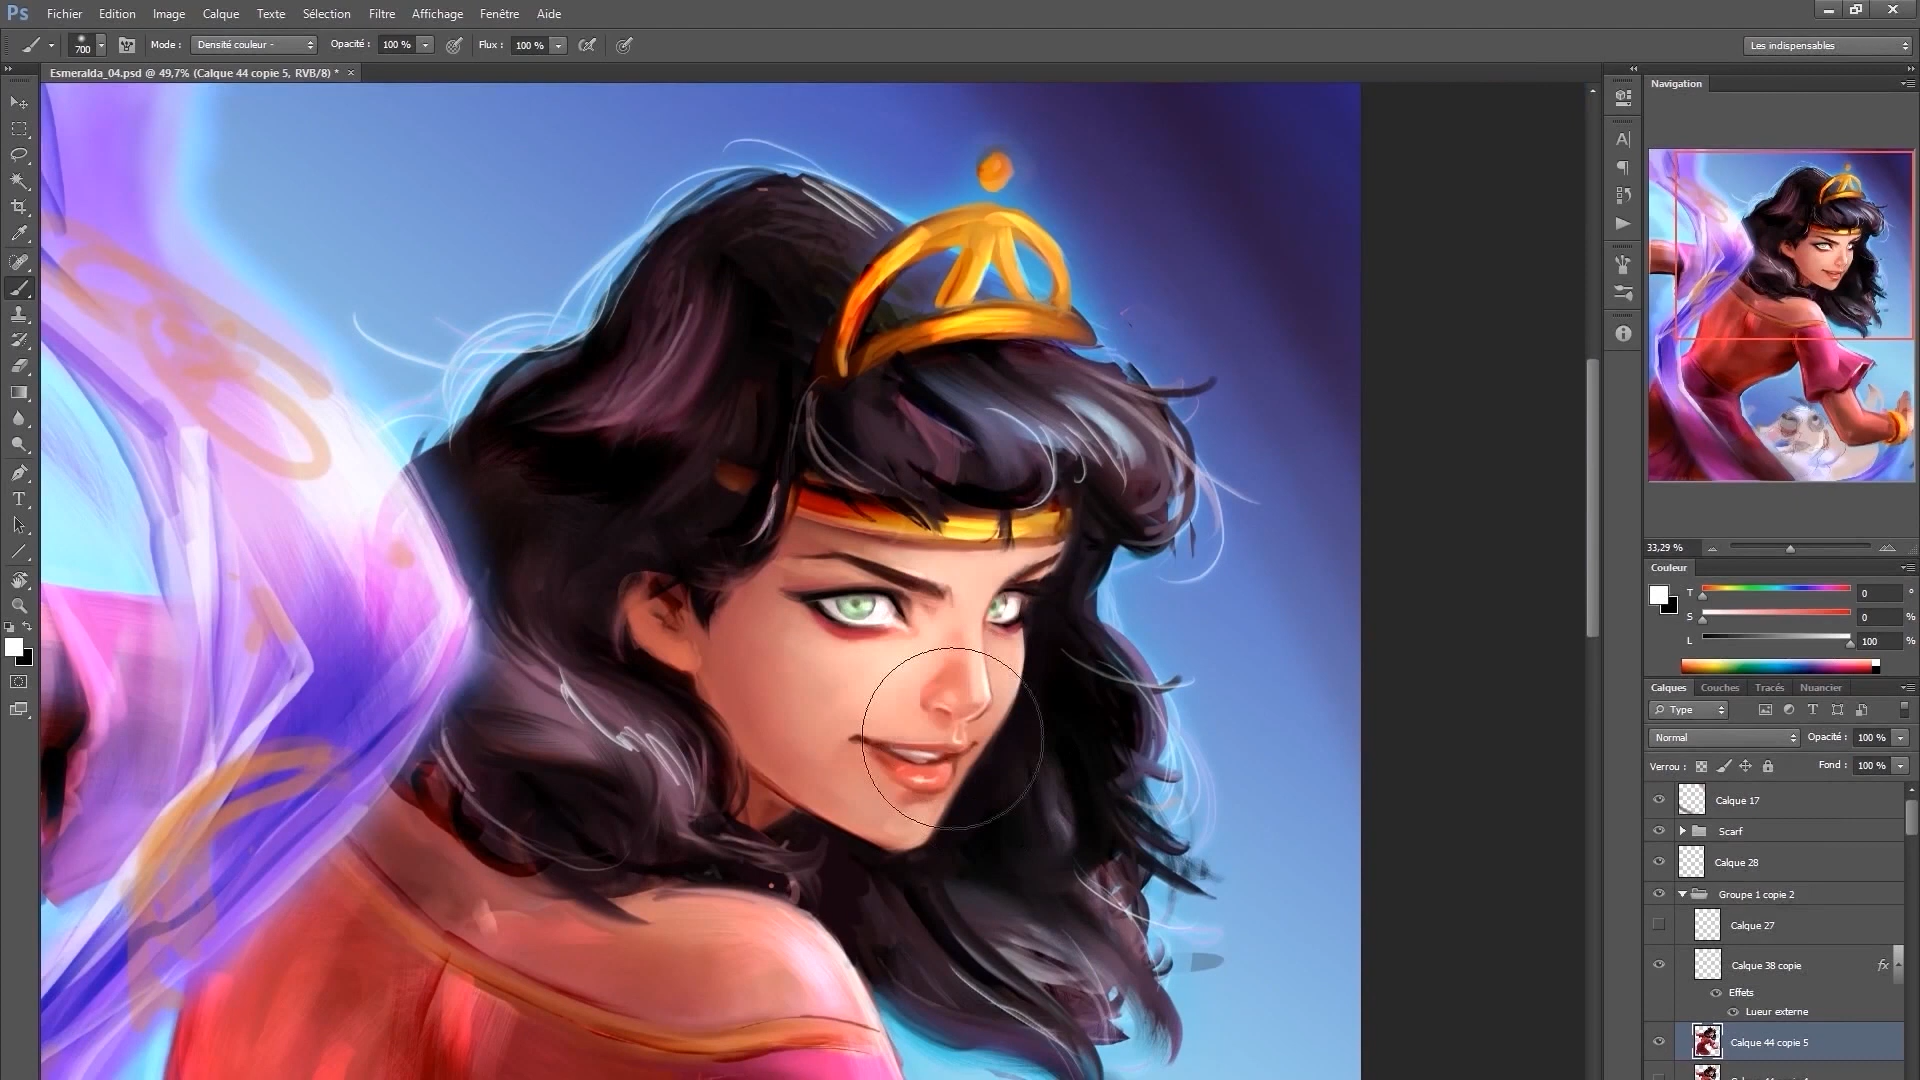 Ps Fichier Edition Image Calque Texte Sélection Filtre Affichage Fenêtre Aide
700 Mode : Densité couleur - Opacité : 100 % Flux : 100 % Les indispensables
Esmeralda_04.psd @ 49,7% (Calque 44 copie 5, RVB/8) * ×
Navigation
33,29 %
Couleur
T 0 °
S 0 %
L 100 %
Calques Couches Tracés Nuancier
Type
Normal Opacité : 100 %
Verrou : Fond : 100 %
Calque 17
Scarf
Calque 28
Groupe 1 copie 2
Calque 27
Calque 38 copie fx
Effets
Lueur externe
Calque 44 copie 5